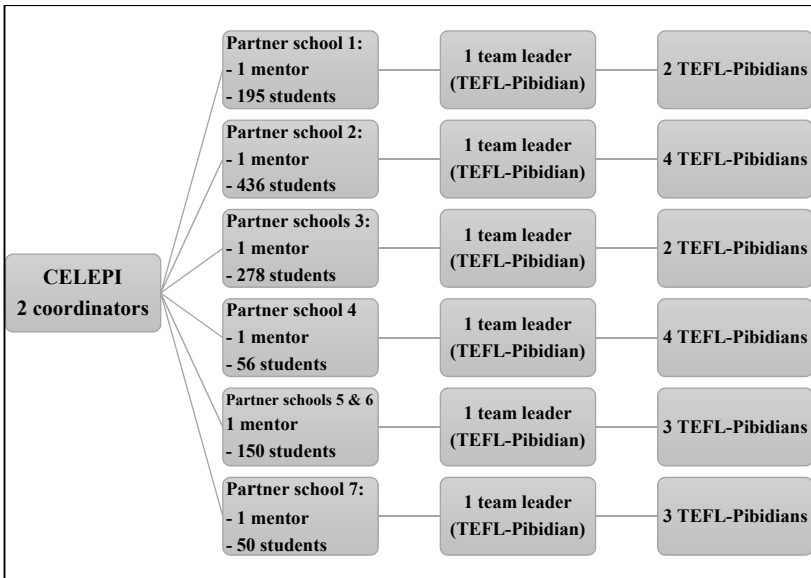 CELEPI
2 coordinators
Partner school 1:
- 1 mentor
- 195 students
1 team leader
(TEFL-Pibidian)
2 TEFL-Pibidians
Partner school 2:
- 1 mentor
- 436 students
1 team leader
(TEFL-Pibidian)
4 TEFL-Pibidians
Partner schools 3:
- 1 mentor
- 278 students
1 team leader
(TEFL-Pibidian)
2 TEFL-Pibidians
Partner school 4
- 1 mentor
- 56 students
1 team leader
(TEFL-Pibidian)
4 TEFL-Pibidians
Partner schools 5 & 6
1 mentor
- 150 students
1 team leader
(TEFL-Pibidian)
3 TEFL-Pibidians
Partner school 7:
- 1 mentor
- 50 students
1 team leader
(TEFL-Pibidian)
3 TEFL-Pibidians